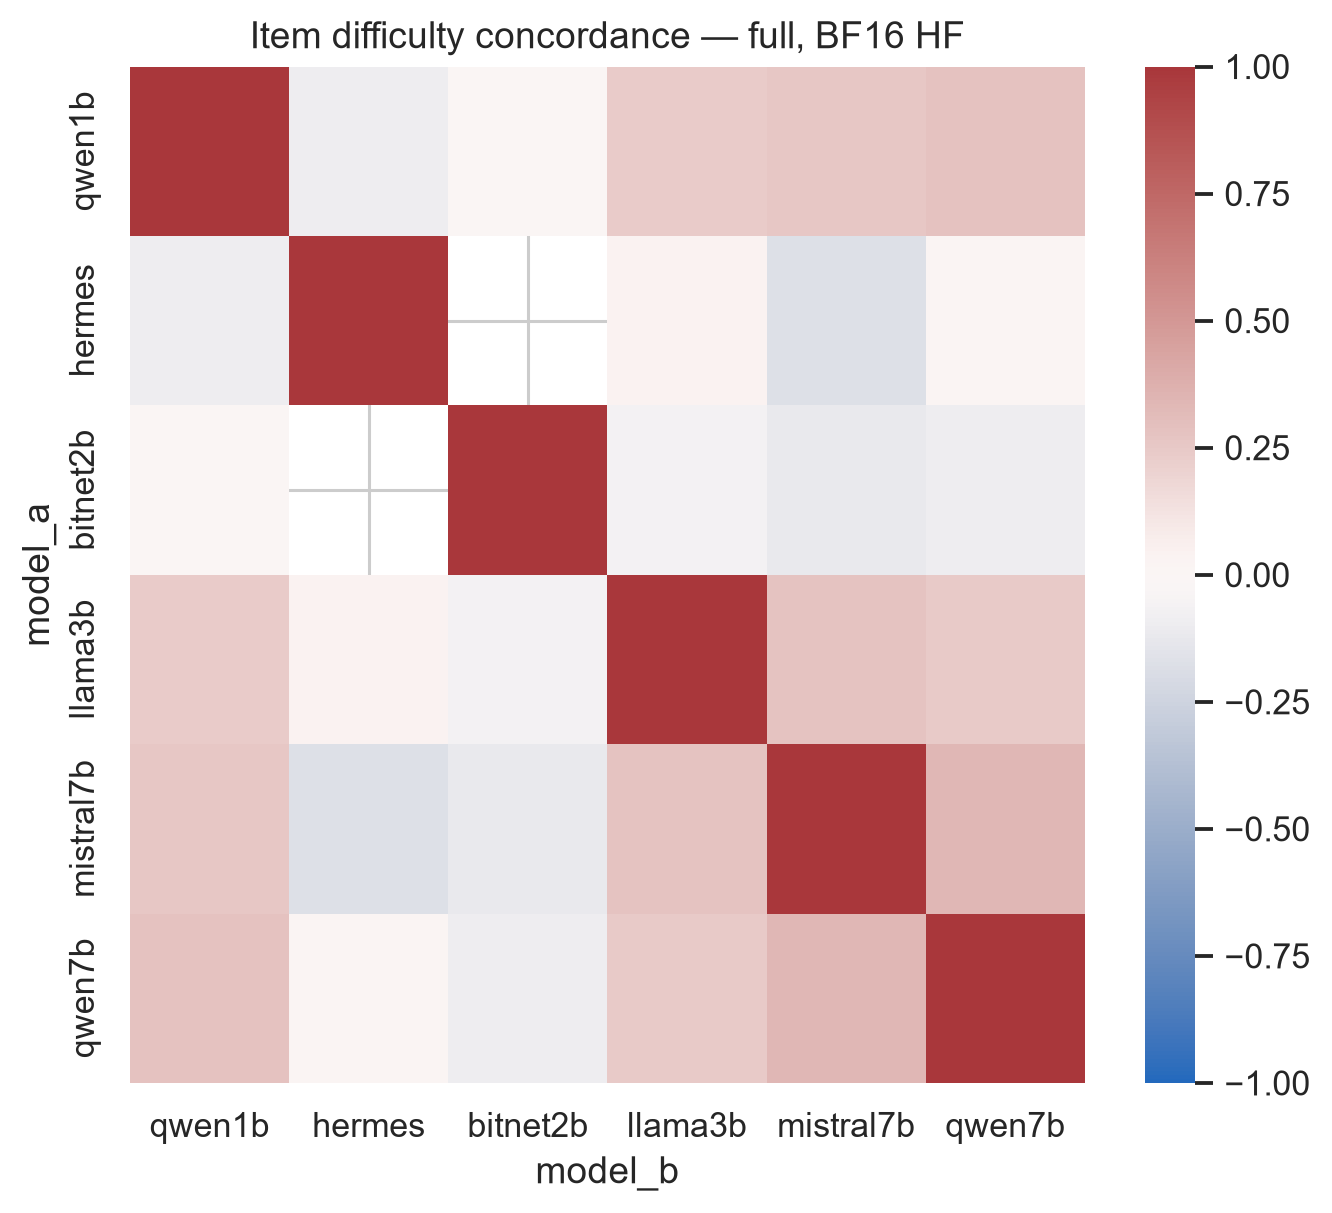 Item difficulty concordance — full, BF16 HF
model_a
qwen1b
hermes
bitnet2b
llama3b
mistral7b
qwen7b
qwen1b hermes bitnet2b llama3b mistral7b qwen7b
model_b
1.00
0.75
0.50
0.25
0.00
−0.25
−0.50
−0.75
−1.00